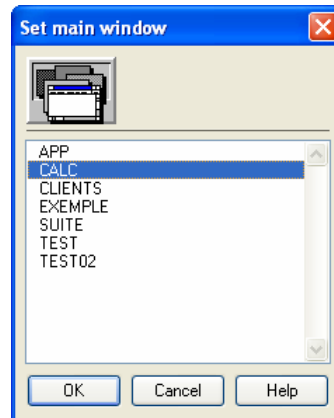 Set main window
APP
CALC
CLIENTS
EXEMPLE
SUITE
TEST
TEST02
OK Cancel Help